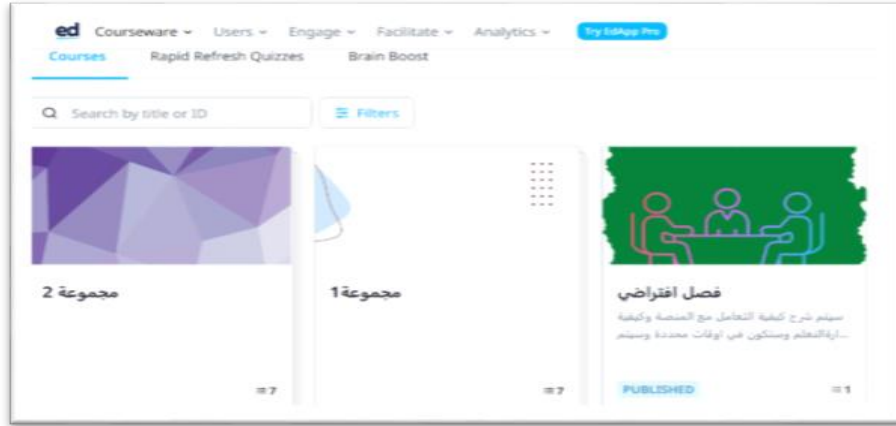 ed Courseware Users Engage Facilitate Analytics Try EdApp Pro
Courses Rapid Refresh Quizzes Brain Boost
Search by title or ID Filters
مجموعة 2
7
مجموعة1
7
فصل افتراضي
سيتم شرح كيفية التعامل مع المنصة وكيفية
...ارةالتعلم وستكون في اوقات محددة وسيتم
PUBLISHED 1